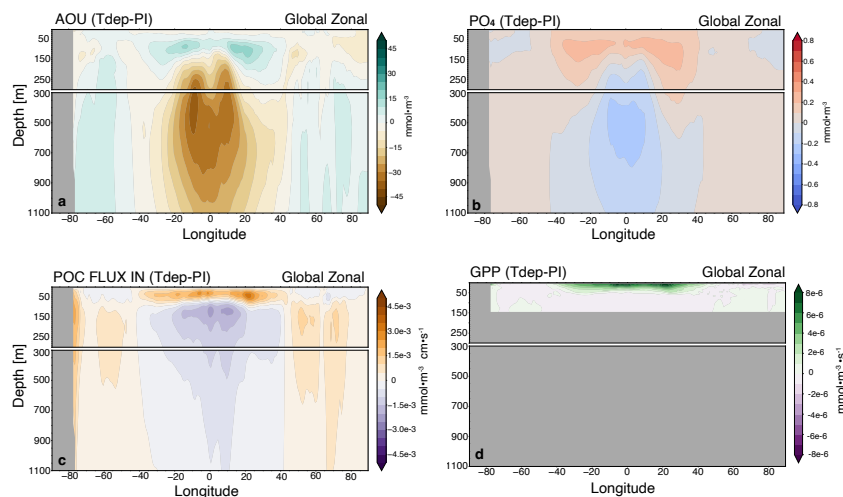 AOU (Tdep-PI) Global Zonal
50
150
250
300
500
700
900
1100
Depth [m]
a
−80 −60 −40 −20 0 20 40 60 80
Longitude
45
30
15
0
−15
−30
−45
mmol•m⁻³
PO₄ (Tdep-PI) Global Zonal
50
150
250
300
500
700
900
1100
b
−80 −60 −40 −20 0 20 40 60 80
Longitude
0.8
0.6
0.4
0.2
0
−0.2
−0.4
−0.6
−0.8
mmol•m⁻³
POC FLUX IN (Tdep-PI) Global Zonal
50
150
250
300
500
700
900
1100
Depth [m]
c
−80 −60 −40 −20 0 20 40 60 80
Longitude
4.5e-3
3.0e-3
1.5e-3
0
−1.5e-3
−3.0e-3
−4.5e-3
mmol•m⁻³ cm•s⁻¹
GPP (Tdep-PI) Global Zonal
50
150
250
300
500
700
900
1100
d
−80 −60 −40 −20 0 20 40 60 80
Longitude
8e-6
6e-6
4e-6
2e-6
0
−2e-6
−4e-6
−6e-6
−8e-6
mmol•m⁻³•s⁻¹